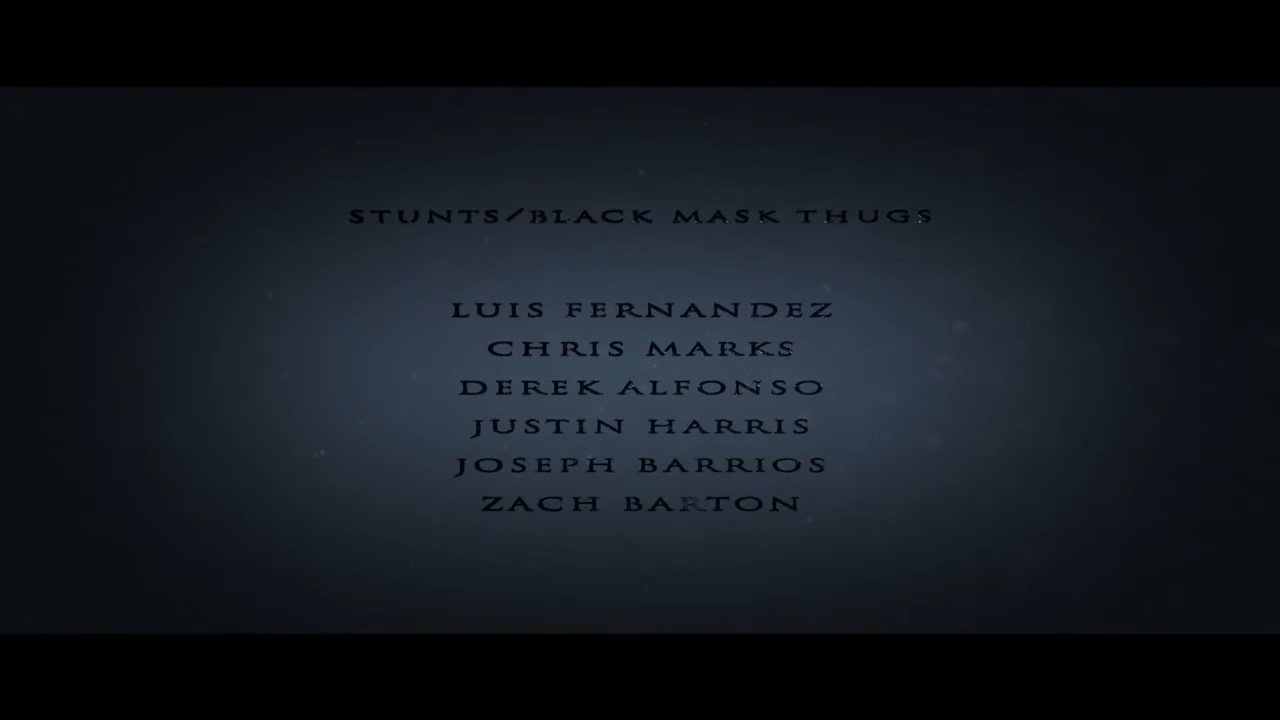 STUNTS/BLACK MASK THUGS
LUIS FERNANDEZ
CHRIS MARKS
DEREK ALFONSO
JUSTIN HARRIS
JOSEPH BARRIOS
ZACH BARTON